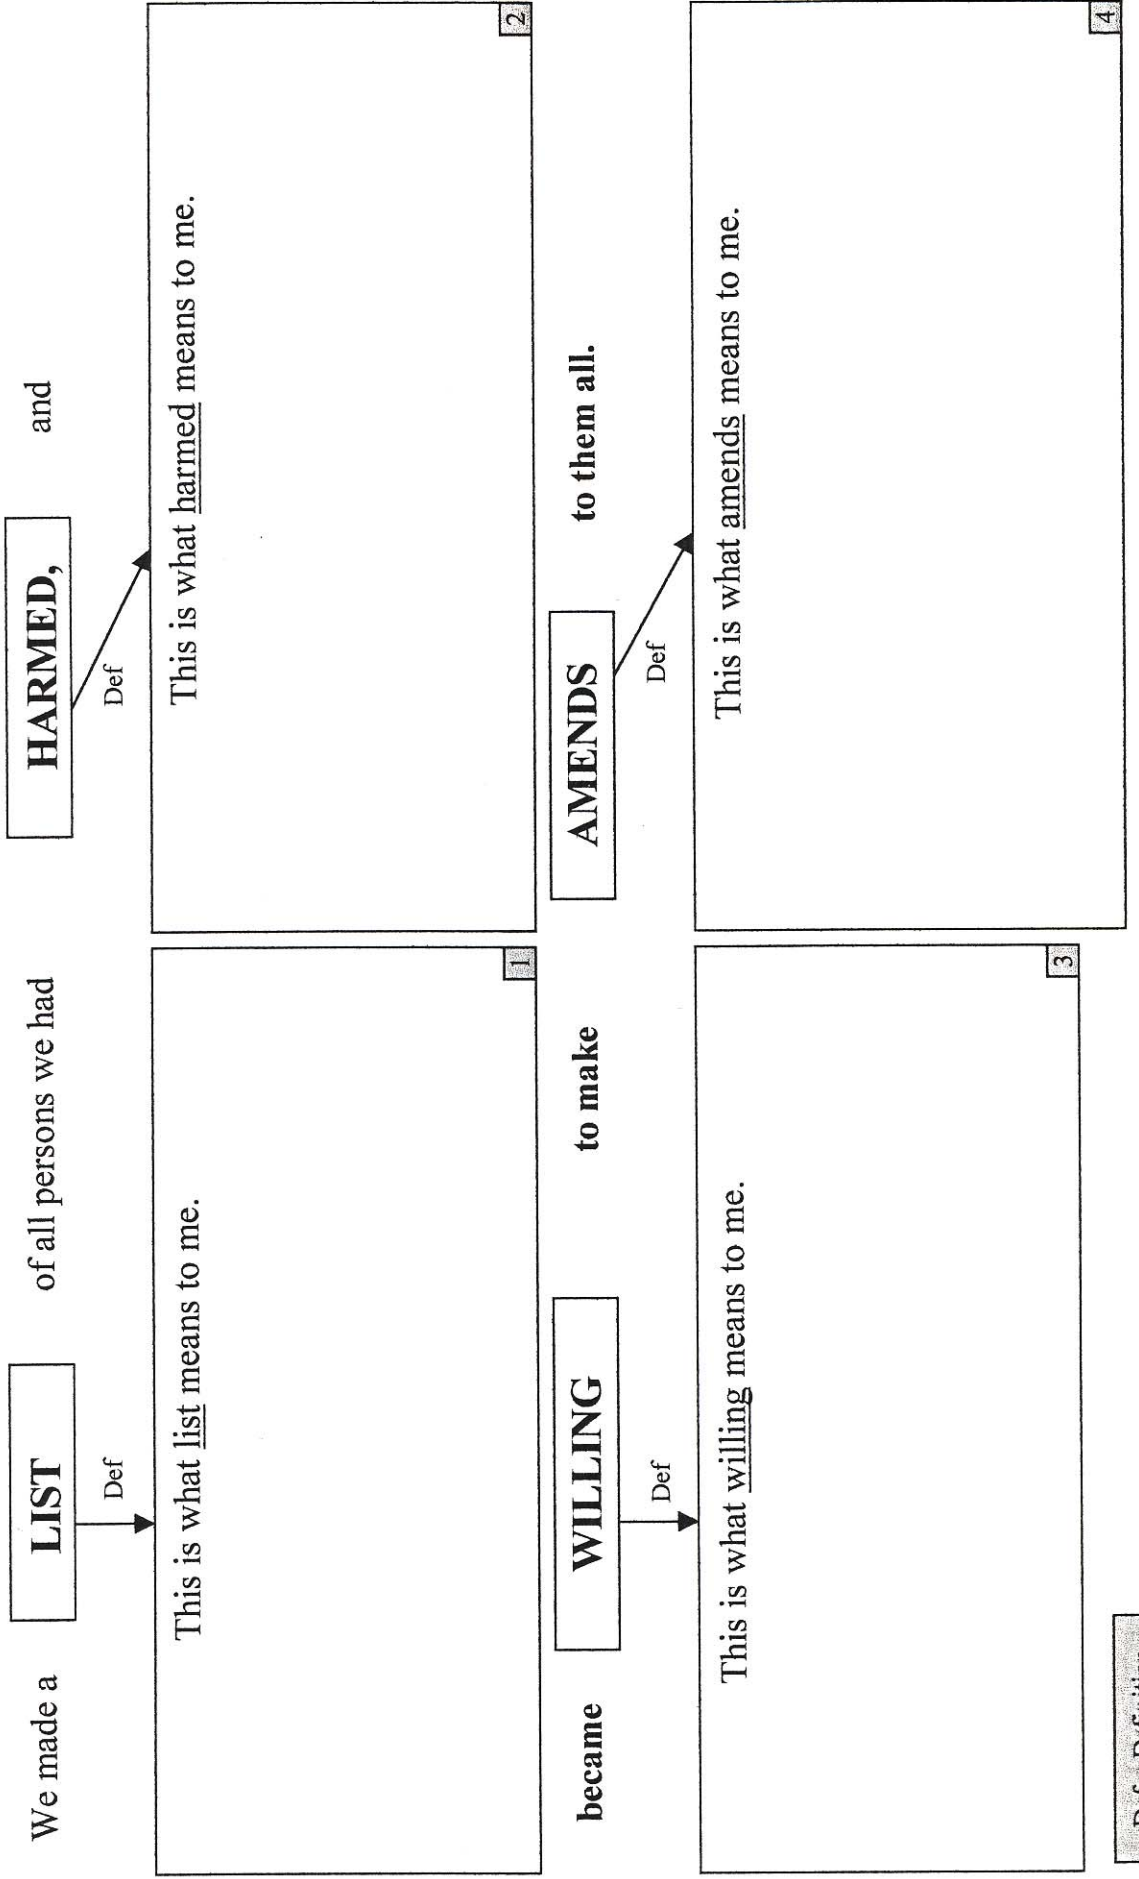 We made a LIST of all persons we had HARMED, and
Def Def
This is what list means to me. This is what harmed means to me.
1 2
became WILLING to make AMENDS to them all.
Def Def
This is what willing means to me. This is what amends means to me.
3 4